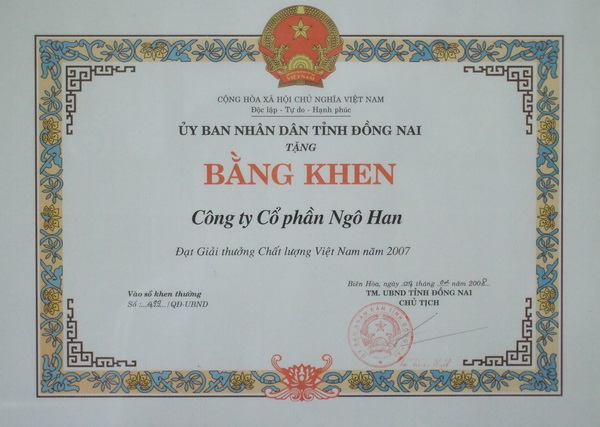 VIỆT NAM
CỘNG HÒA XÃ HỘI CHỦ NGHĨA VIỆT NAM
Độc lập - Tự do - Hạnh phúc
ỦY BAN NHÂN DÂN TỈNH ĐỒNG NAI
TẶNG
BẰNG KHEN
Công ty Cổ phần Ngô Han
Đạt Giải thưởng Chất lượng Việt Nam năm 2007
Biên Hòa, ngày tháng năm 2008
TM. UBND TỈNH ĐỒNG NAI
CHỦ TỊCH
Vào sổ khen thưởng
Số : /QĐ-UBND